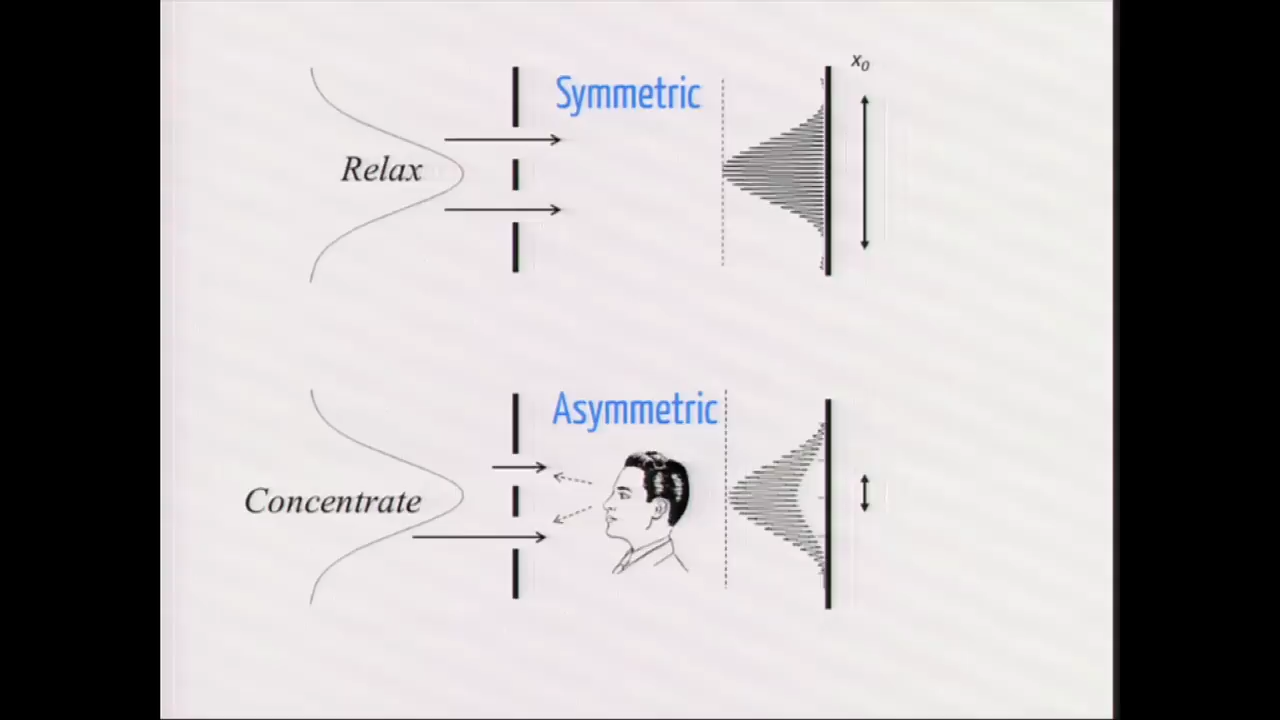 Symmetric
x₀
Relax
Asymmetric
Concentrate